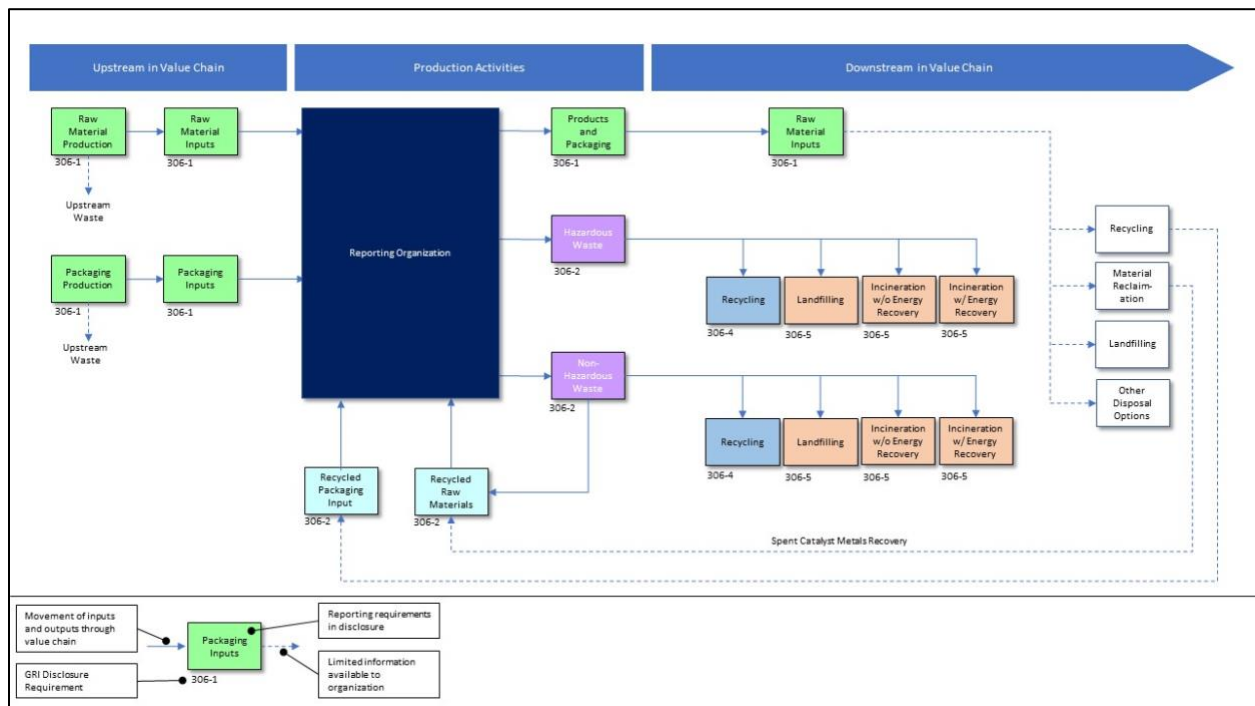 Upstream in Value Chain
Production Activities
Downstream in Value Chain
Raw
Material
Production
306-1
Raw
Material
Inputs
306-1
Products
and
Packaging
306-1
Raw
Material
Inputs
306-1
Upstream
Waste
Reporting Organization
Packaging
Production
306-1
Packaging
Inputs
306-1
Upstream
Waste
Hazardous
Waste
306-2
Recycling
306-4
Landfilling
306-5
Incineration
w/o Energy
Recovery
306-5
Incineration
w/ Energy
Recovery
306-5
Non-
Hazardous
Waste
306-2
Recycling
306-4
Landfilling
306-5
Incineration
w/o Energy
Recovery
306-5
Incineration
w/ Energy
Recovery
306-5
Recycling
Material
Reclaim-
ation
Landfilling
Other
Disposal
Options
Recycled
Packaging
Input
306-2
Recycled
Raw
Materials
306-2
Spent Catalyst Metals Recovery
Movement of inputs
and outputs through
value chain
GRI Disclosure
Requirement
Packaging
Inputs
306-1
Reporting requirements
in disclosure
Limited information
available to
organization